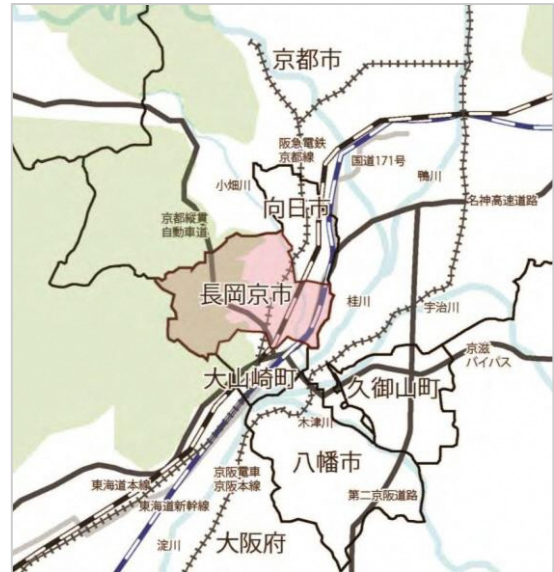 京都市
阪急電鉄
京都線
国道171号
小畑川
鴨川
向日市
名神高速道路
京都縦貫
自動車道
長岡京市
桂川
宇治川
京滋
バイパス
大山崎町
久御山町
木津川
八幡市
京阪電車
京阪本線
東海道本線
東海道新幹線
第二京阪道路
淀川
大阪府